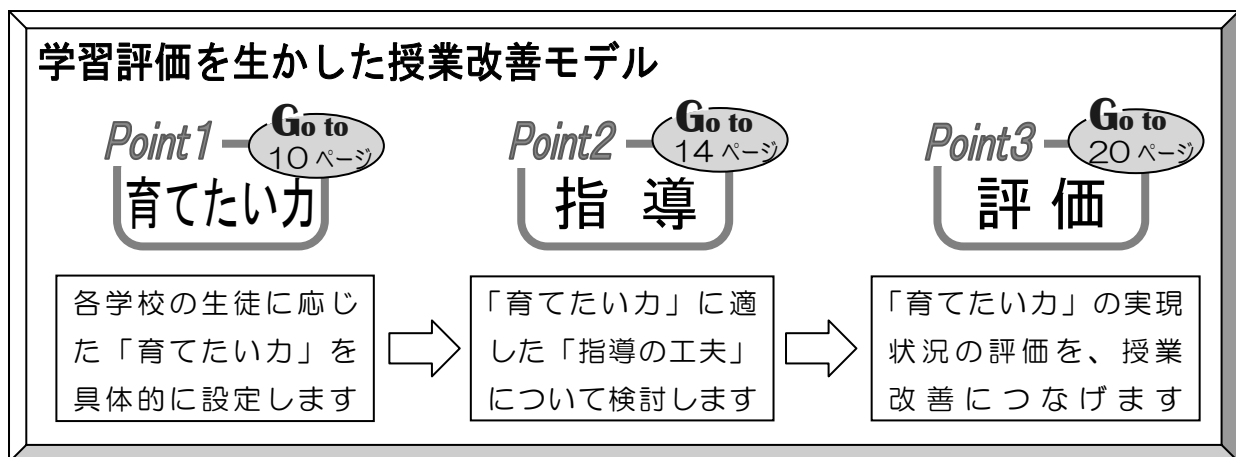 学習評価を生かした授業改善モデル
Point1
Go to
10 ページ
育てたい力
各学校の生徒に応じ
た「育てたい力」を
具体的に設定します
Point2
Go to
14 ページ
指 導
「育てたい力」に適
した「指導の工夫」
について検討します
Point3
Go to
20 ページ
評 価
「育てたい力」の実現
状況の評価を、授業
改善につなげます